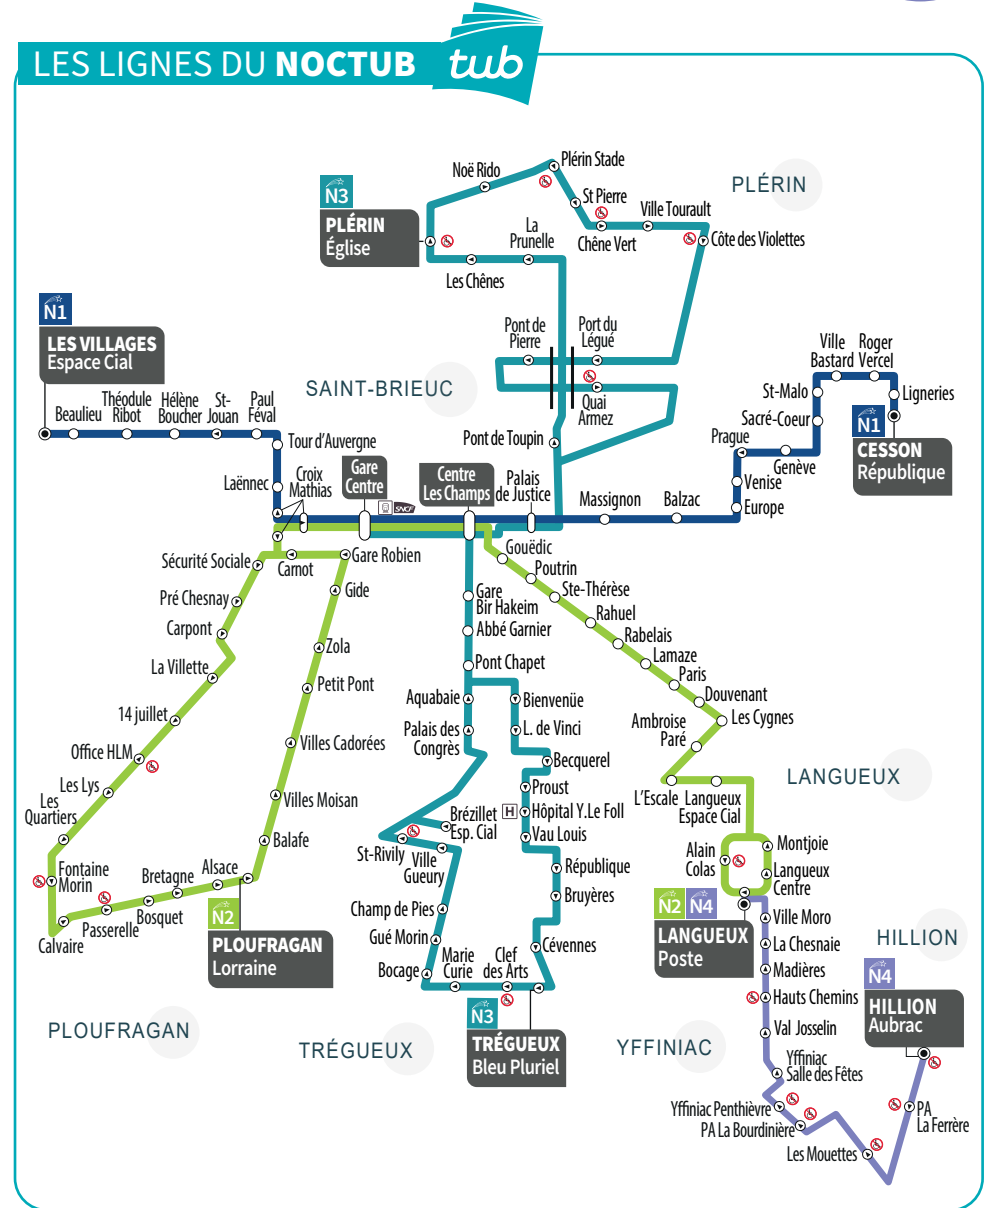 LES LIGNES DU NOCTUB
tub
Noë Rido
Plérin Stade
St Pierre
Ville Tourault
Chêne Vert
Côte des Violettes
PLÉRIN
N3
PLÉRIN
Église
La
Prunelle
Les Chênes
Pont de
Pierre
Port du
Légué
Quai
Armez
Pont de Toupin
SAINT-BRIEUC
N1
LES VILLAGES
Espace Cial
Beaulieu
Théodule
Ribot
Hélène
Boucher
St-
Jouan
Paul
Féval
Tour d'Auvergne
Laënnec
Croix
Mathias
Gare
Centre
SNCF
Centre
Les Champs
Palais
de Justice
Massignon
Balzac
Europe
Venise
Prague
Genève
Sacré-Coeur
St-Malo
Ville
Bastard
Roger
Vercel
Ligneries
N1
CESSON
République
Sécurité Sociale
Carnot
Gare Robien
Pré Chesnay
Gide
Carpont
Zola
La Villette
Petit Pont
14 juillet
Villes Cadorées
Office HLM
Les Lys
Villes Moisan
Les
Quartiers
Balafe
Fontaine
Morin
Calvaire
Passerelle
Bosquet
Bretagne
Alsace
N2
PLOUFRAGAN
Lorraine
PLOUFRAGAN
Gare
Bir Hakeim
Abbé Garnier
Pont Chapet
Aquabaie
Palais des
Congrès
Bienvenüe
L. de Vinci
Becquerel
Proust
H
Hôpital Y.Le Foll
Vau Louis
Brézillet
Esp. Cial
St-Rivily
Ville
Gueury
République
Bruyères
Champ de Pies
Gué Morin
Bocage
Marie
Curie
Clef
des Arts
Cévennes
N3
TRÉGUEUX
Bleu Pluriel
TRÉGUEUX
Gouëdic
Poutrin
Ste-Thérèse
Rahuel
Rabelais
Lamaze
Paris
Douvenant
Les Cygnes
Ambroise
Paré
L'Escale
Langueux
Espace Cial
LANGUEUX
Alain
Colas
Montjoie
Langueux
Centre
N2
N4
LANGUEUX
Poste
Ville Moro
La Chesnaie
Madières
Hauts Chemins
Val Josselin
Yffiniac
Salle des Fêtes
YFFINIAC
Yffiniac Penthièvre
PA La Bourdinière
Les Mouettes
PA
La Ferrère
HILLION
N4
HILLION
Aubrac